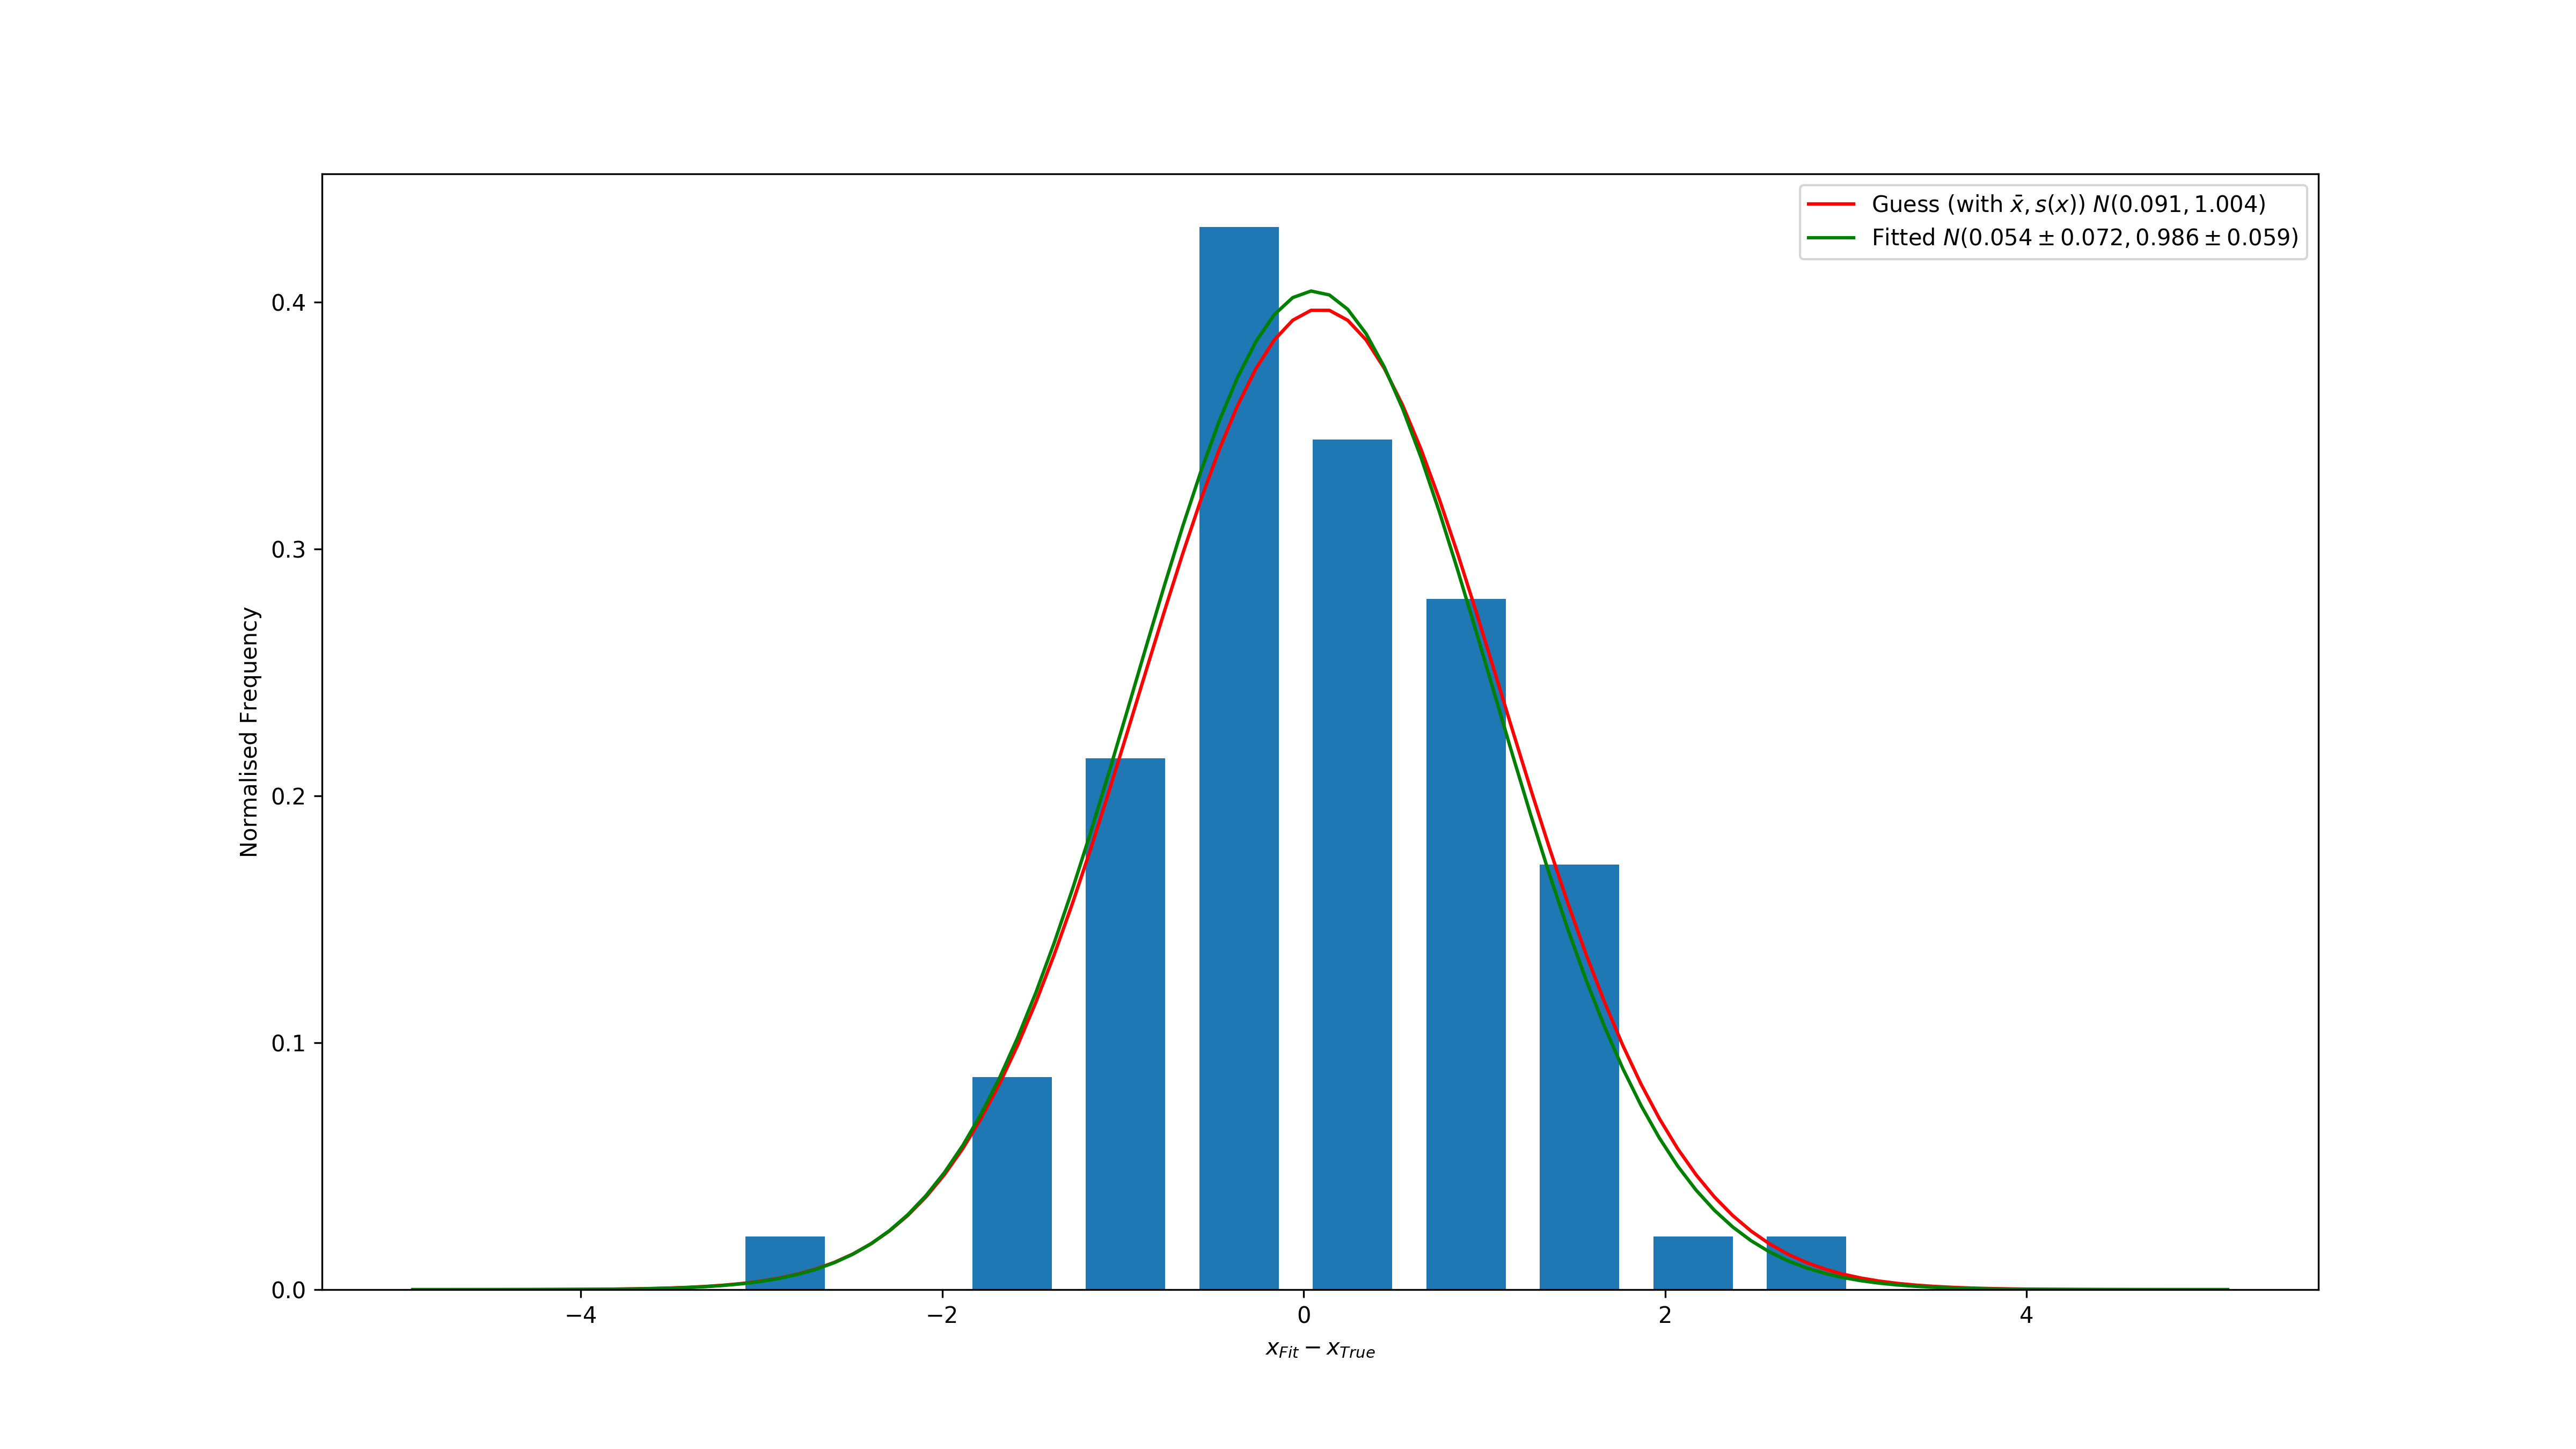 Guess (with x̄, s(x)) N(0.091, 1.004)
Fitted N(0.054 ± 0.072, 0.986 ± 0.059)
Normalised Frequency
0.4
0.3
0.2
0.1
0.0
−4 −2 0 2 4
x_Fit − x_True